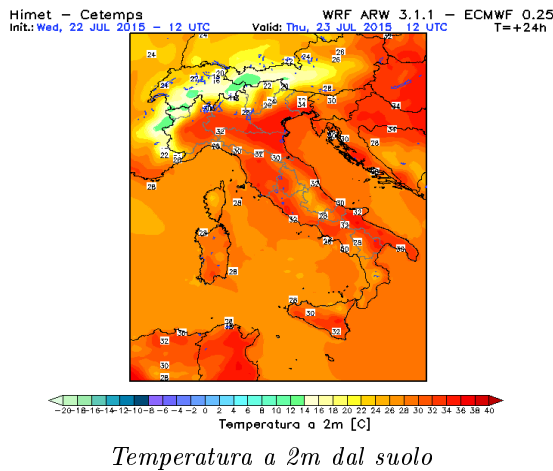 Himet – Cetemps WRF ARW 3.1.1 – ECMWF 0.25
Init.: Wed, 22 JUL 2015 – 12 UTC Valid: Thu, 23 JUL 2015 12 UTC T=+24h
-20 -18 -16 -14 -12 -10 -8 -6 -4 -2 0 2 4 6 8 10 12 14 16 18 20 22 24 26 28 30 32 34 36 38 40
Temperatura a 2m [C]
Temperatura a 2m dal suolo